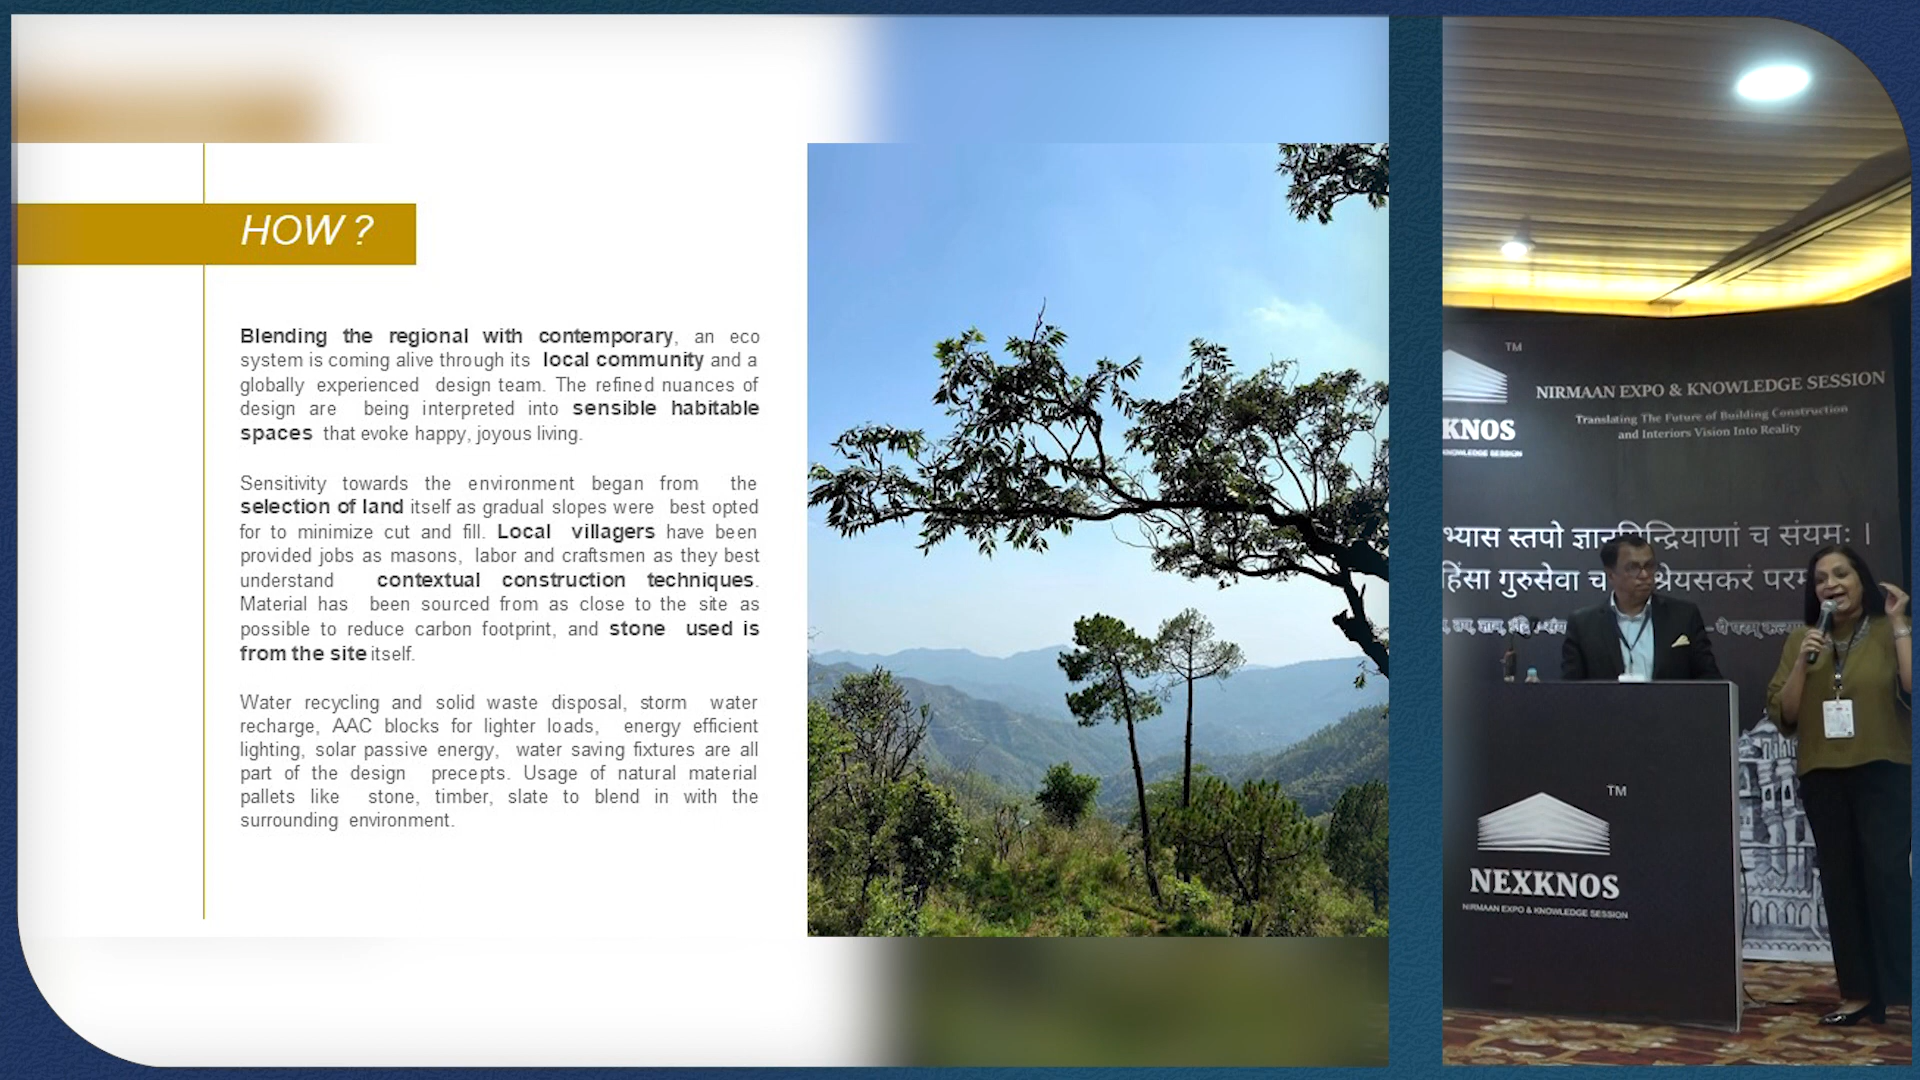 HOW ?
Blending the regional with contemporary, an eco
system is coming alive through its local community and a
globally experienced design team. The refined nuances of
design are being interpreted into sensible habitable
spaces that evoke happy, joyous living.
Sensitivity towards the environment began from the
selection of land itself as gradual slopes were best opted
for to minimize cut and fill. Local villagers have been
provided jobs as masons, labor and craftsmen as they best
understand contextual construction techniques.
Material has been sourced from as close to the site as
possible to reduce carbon footprint, and stone used is
from the site itself.
Water recycling and solid waste disposal, storm water
recharge, AAC blocks for lighter loads, energy efficient
lighting, solar passive energy, water saving fixtures are all
part of the design precepts. Usage of natural material
pallets like stone, timber, slate to blend in with the
surrounding environment.
TM
KNOS
KNOWLEDGE SESSION
NIRMAAN EXPO & KNOWLEDGE SESSION
Translating The Future of Building Construction
and Interiors Vision Into Reality
भ्यास स्तपो च संयमः ।
हिंसा गुरुसेवा च
TM
NEXKNOS
NIRMAAN EXPO & KNOWLEDGE SESSION